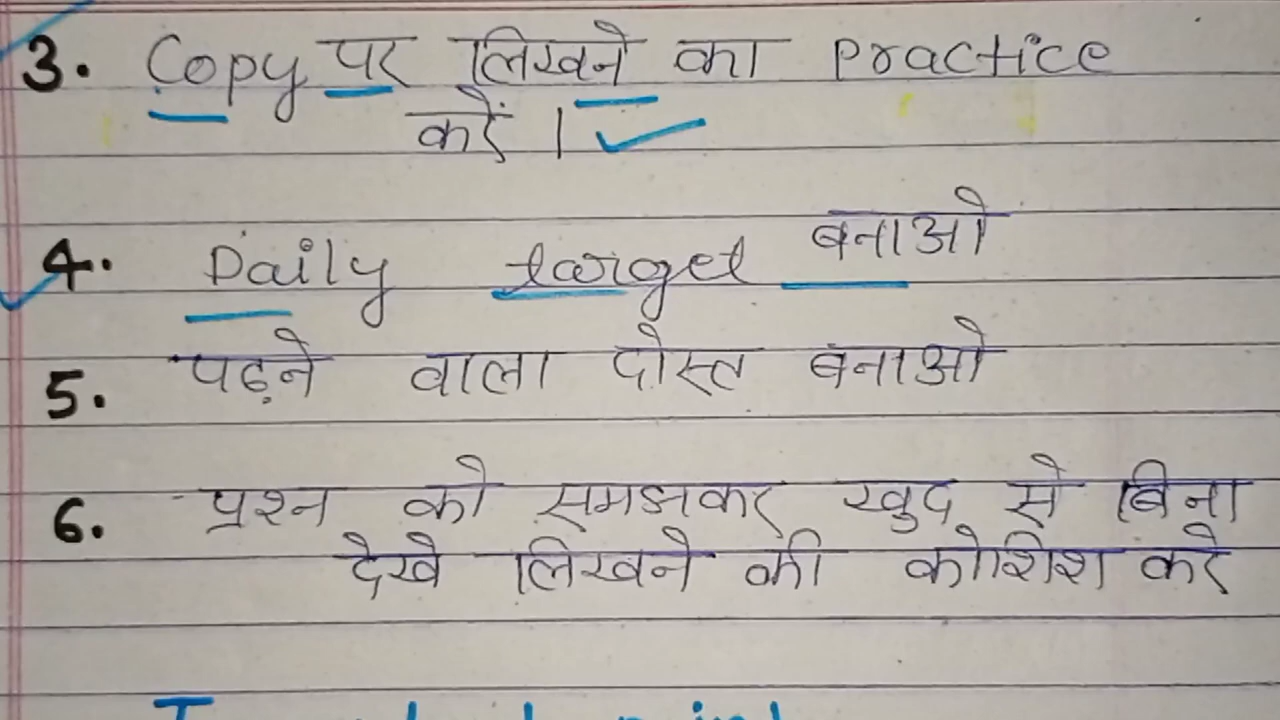 3. Copy पर लिखने का Practice
करें।
4. Daily target बनाओ
5. पढ़ने वाला दोस्त बनाओ
6. प्रश्न को समझकर खुद से बिना
देखे लिखने की कोशिश करे